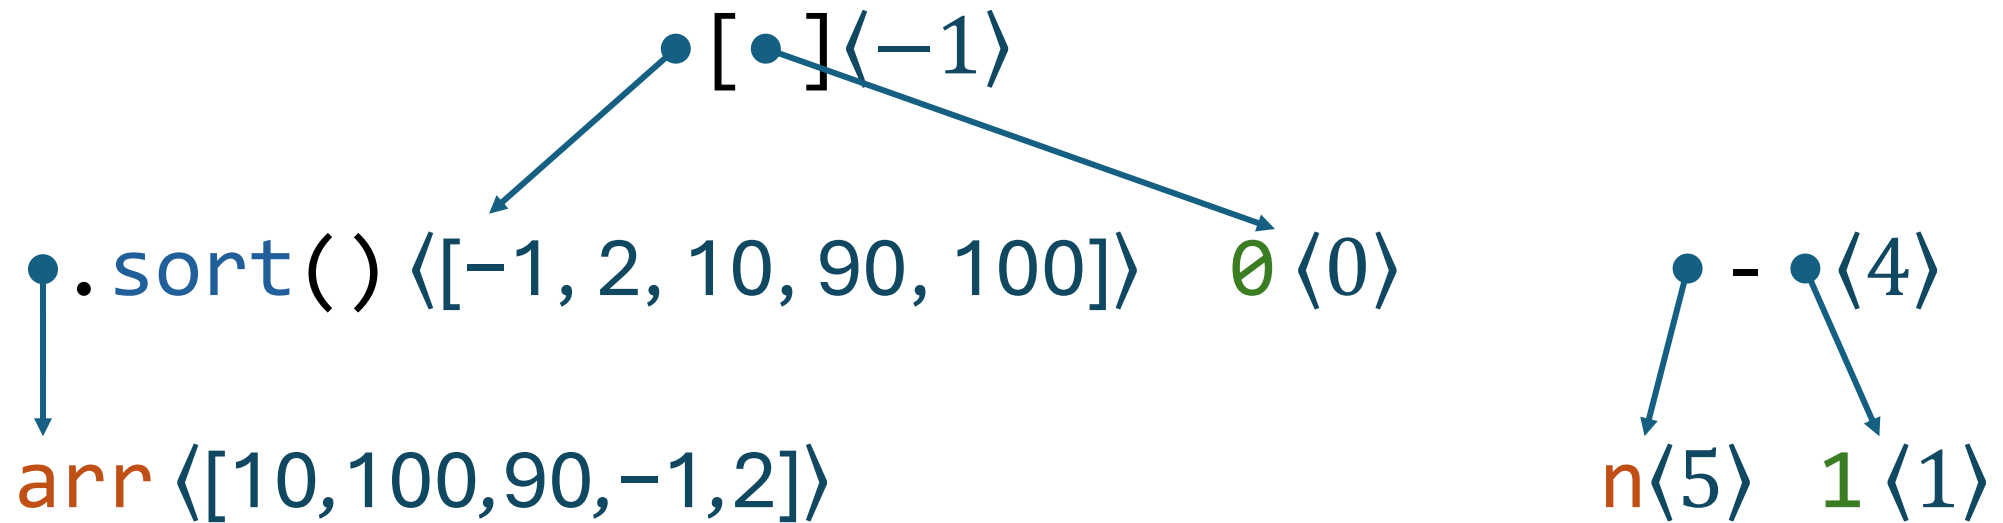 [ ]⟨−1⟩
.sort() ⟨[−1, 2, 10, 90, 100]⟩ 0 ⟨0⟩ - ⟨4⟩
arr ⟨[10,100,90,−1,2]⟩ n⟨5⟩ 1 ⟨1⟩